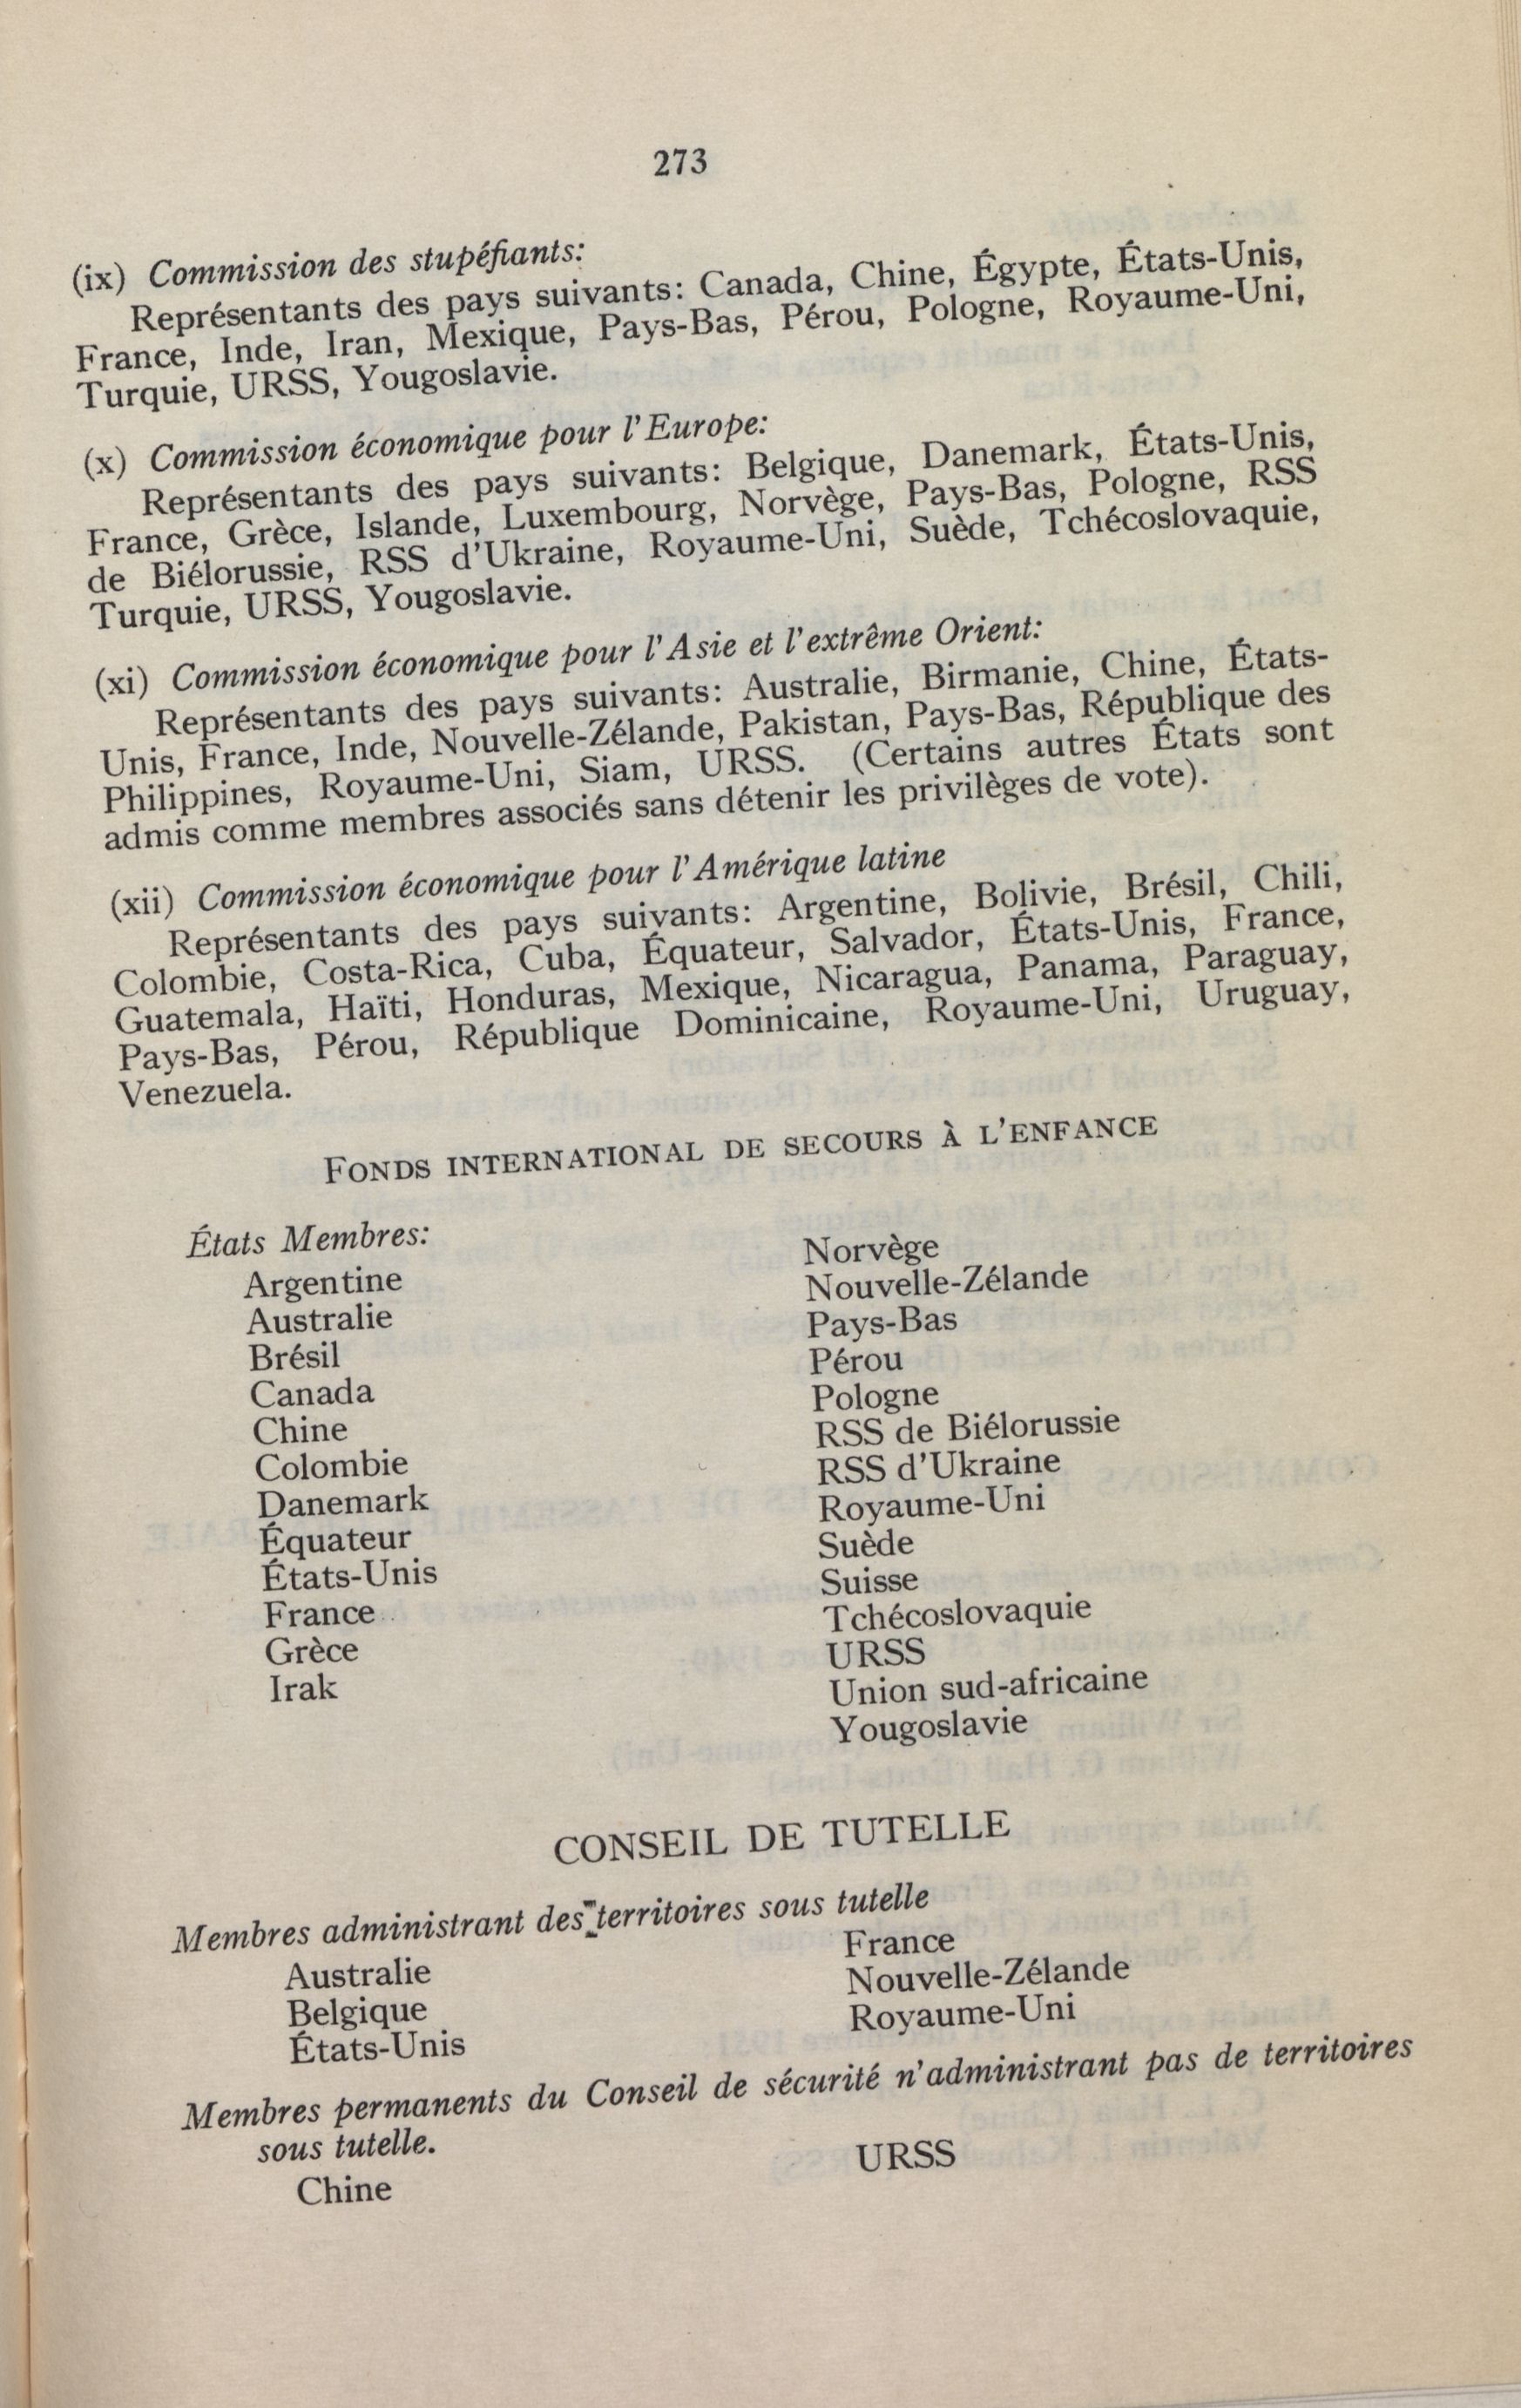 273
(ix) Commission des stupéfiants:
Représentants des pays suivants: Canada, Chine, Égypte, États-Unis,
France, Inde, Iran, Mexique, Pays-Bas, Pérou, Pologne, Royaume-Uni,
Turquie, URSS, Yougoslavie.
(x) Commission économique pour l'Europe:
Représentants des pays suivants: Belgique, Danemark, États-Unis,
France, Grèce, Islande, Luxembourg, Norvège, Pays-Bas, Pologne, RSS
de Biélorussie, RSS d'Ukraine, Royaume-Uni, Suède, Tchécoslovaquie,
Turquie, URSS, Yougoslavie.
(xi) Commission économique pour l'Asie et l'extrême Orient:
Représentants des pays suivants: Australie, Birmanie, Chine, États-
Unis, France, Inde, Nouvelle-Zélande, Pakistan, Pays-Bas, République des
Philippines, Royaume-Uni, Siam, URSS. (Certains autres États sont
admis comme membres associés sans détenir les privilèges de vote).
(xii) Commission économique pour l'Amérique latine
Représentants des pays suivants: Argentine, Bolivie, Brésil, Chili,
Colombie, Costa-Rica, Cuba, Équateur, Salvador, États-Unis, France,
Guatemala, Haïti, Honduras, Mexique, Nicaragua, Panama, Paraguay,
Pays-Bas, Pérou, République Dominicaine, Royaume-Uni, Uruguay,
Venezuela.
FONDS INTERNATIONAL DE SECOURS À L'ENFANCE
États Membres:
Argentine
Australie
Brésil
Canada
Chine
Colombie
Danemark
Équateur
États-Unis
France
Grèce
Irak
Norvège
Nouvelle-Zélande
Pays-Bas
Pérou
Pologne
RSS de Biélorussie
RSS d'Ukraine
Royaume-Uni
Suède
Suisse
Tchécoslovaquie
URSS
Union sud-africaine
Yougoslavie
CONSEIL DE TUTELLE
Membres administrant des territoires sous tutelle
Australie
Belgique
États-Unis
France
Nouvelle-Zélande
Royaume-Uni
Membres permanents du Conseil de sécurité n'administrant pas de territoires
sous tutelle.
Chine
URSS